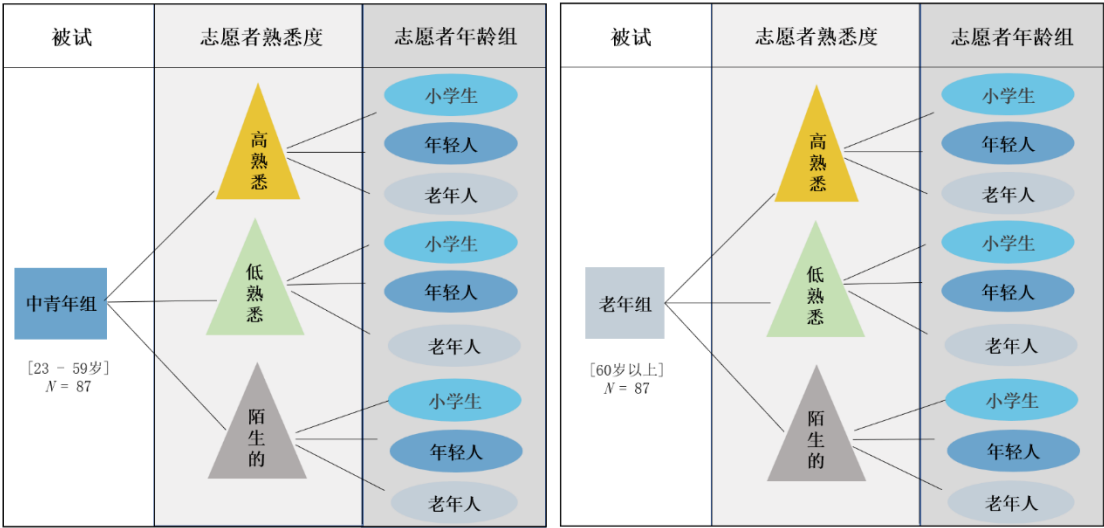 被试
志愿者熟悉度
志愿者年龄组
中青年组
[23 - 59岁]
N = 87
高熟悉
小学生
年轻人
老年人
低熟悉
小学生
年轻人
老年人
陌生的
小学生
年轻人
老年人
被试
志愿者熟悉度
志愿者年龄组
老年组
[60岁以上]
N = 87
高熟悉
小学生
年轻人
老年人
低熟悉
小学生
年轻人
老年人
陌生的
小学生
年轻人
老年人